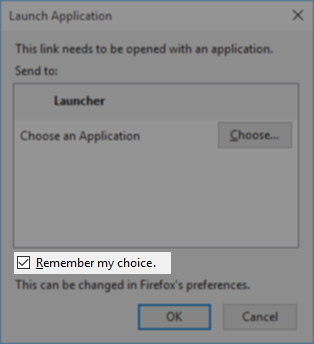 Launch Application
This link needs to be opened with an application.
Send to:
Launcher
Choose an Application Choose...
Remember my choice.
This can be changed in Firefox's preferences.
OK Cancel